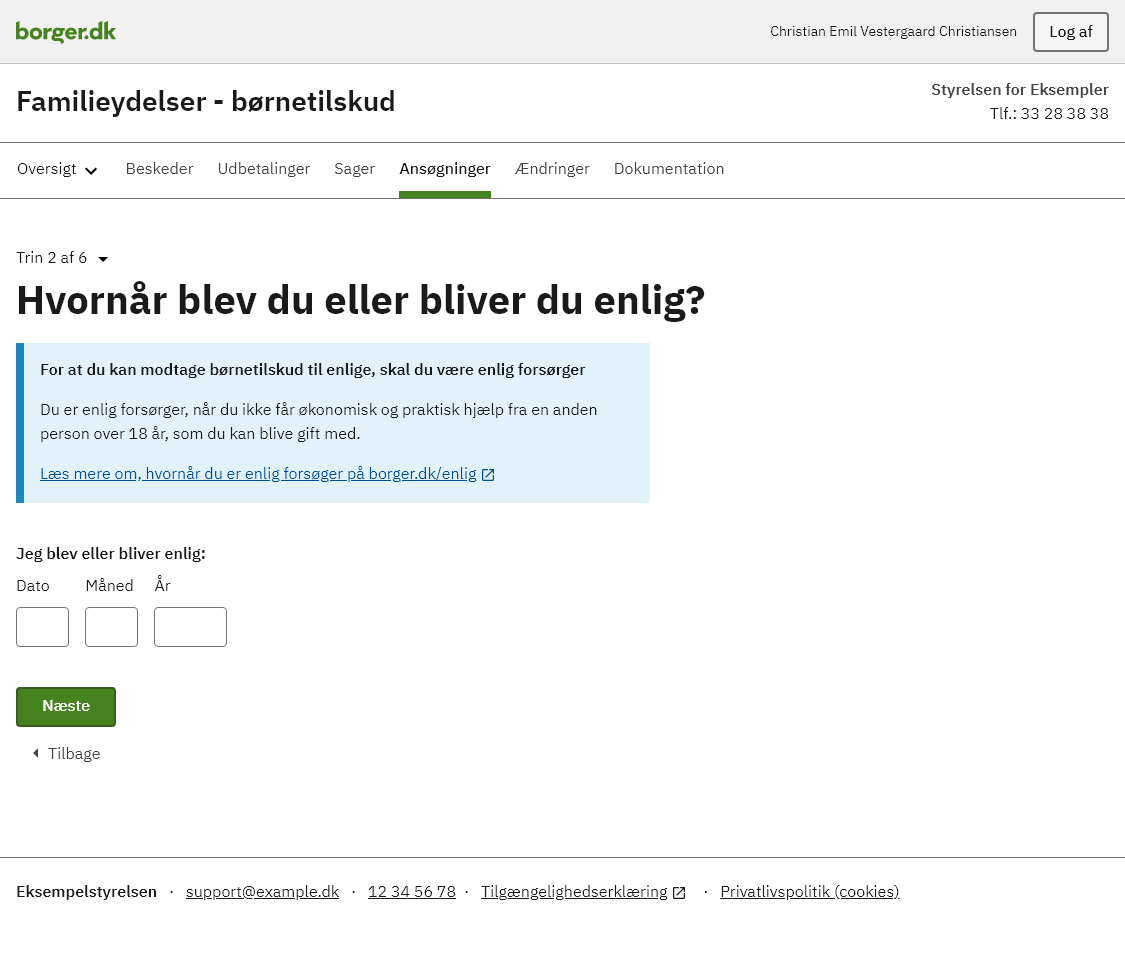 borger.dk
Christian Emil Vestergaard Christiansen
Log af
Familieydelser - børnetilskud
Styrelsen for Eksempler
Tlf.: 33 28 38 38
Oversigt Beskeder Udbetalinger Sager Ansøgninger Ændringer Dokumentation
Trin 2 af 6
Hvornår blev du eller bliver du enlig?
For at du kan modtage børnetilskud til enlige, skal du være enlig forsørger
Du er enlig forsørger, når du ikke får økonomisk og praktisk hjælp fra en anden
person over 18 år, som du kan blive gift med.
Læs mere om, hvornår du er enlig forsøger på borger.dk/enlig
Jeg blev eller bliver enlig:
Dato Måned År
Næste
Tilbage
Eksempelstyrelsen · support@example.dk · 12 34 56 78 · Tilgængelighedserklæring · Privatlivspolitik (cookies)